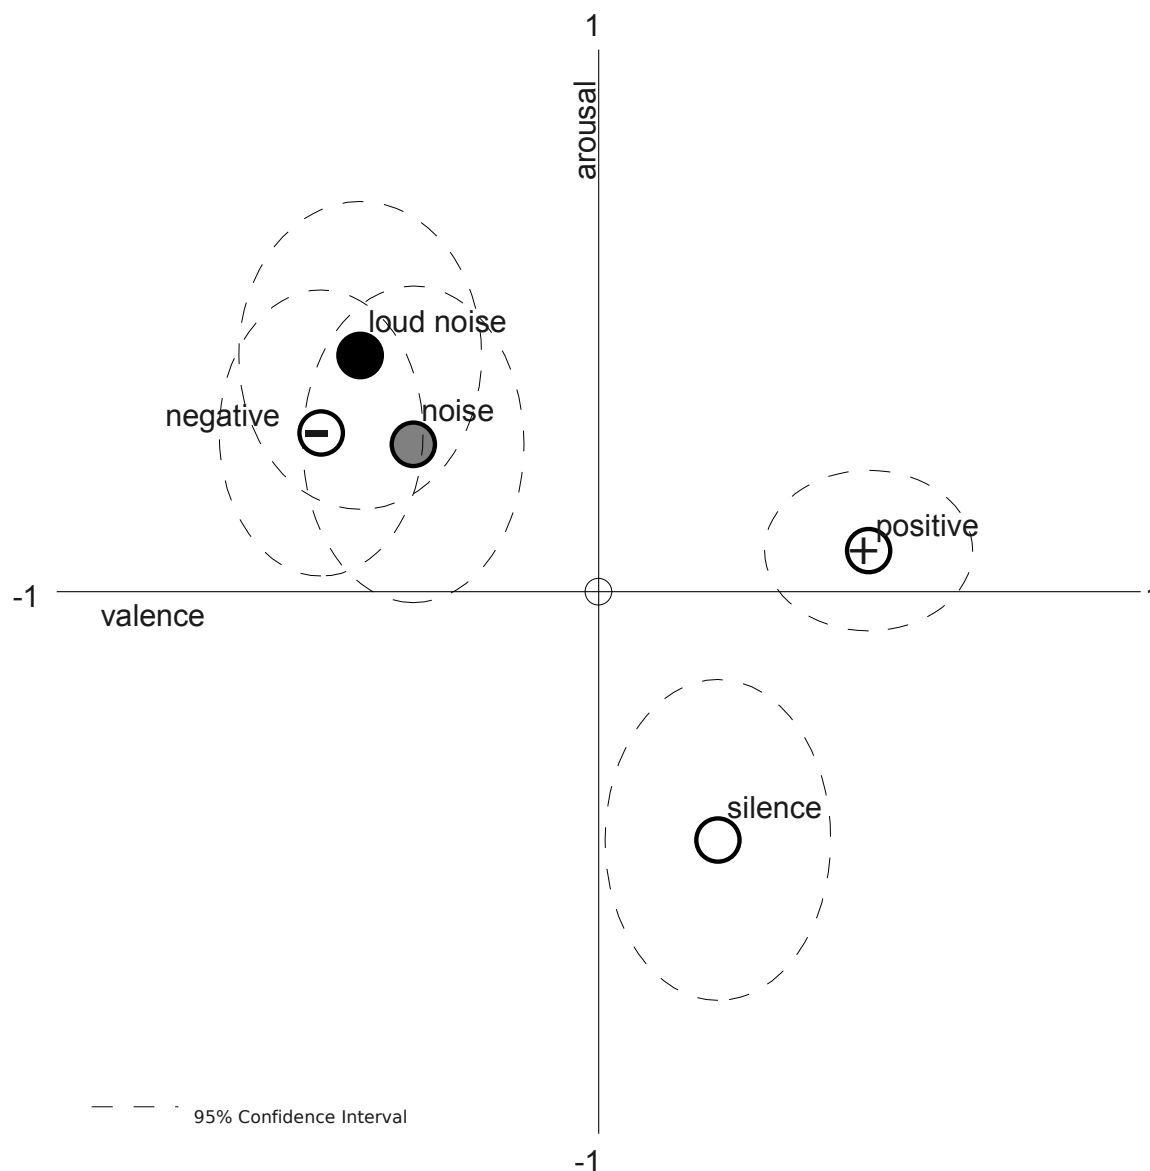 1
arousal
loud noise
negative
noise
positive
-1
valence
silence
95% Confidence Interval
-1